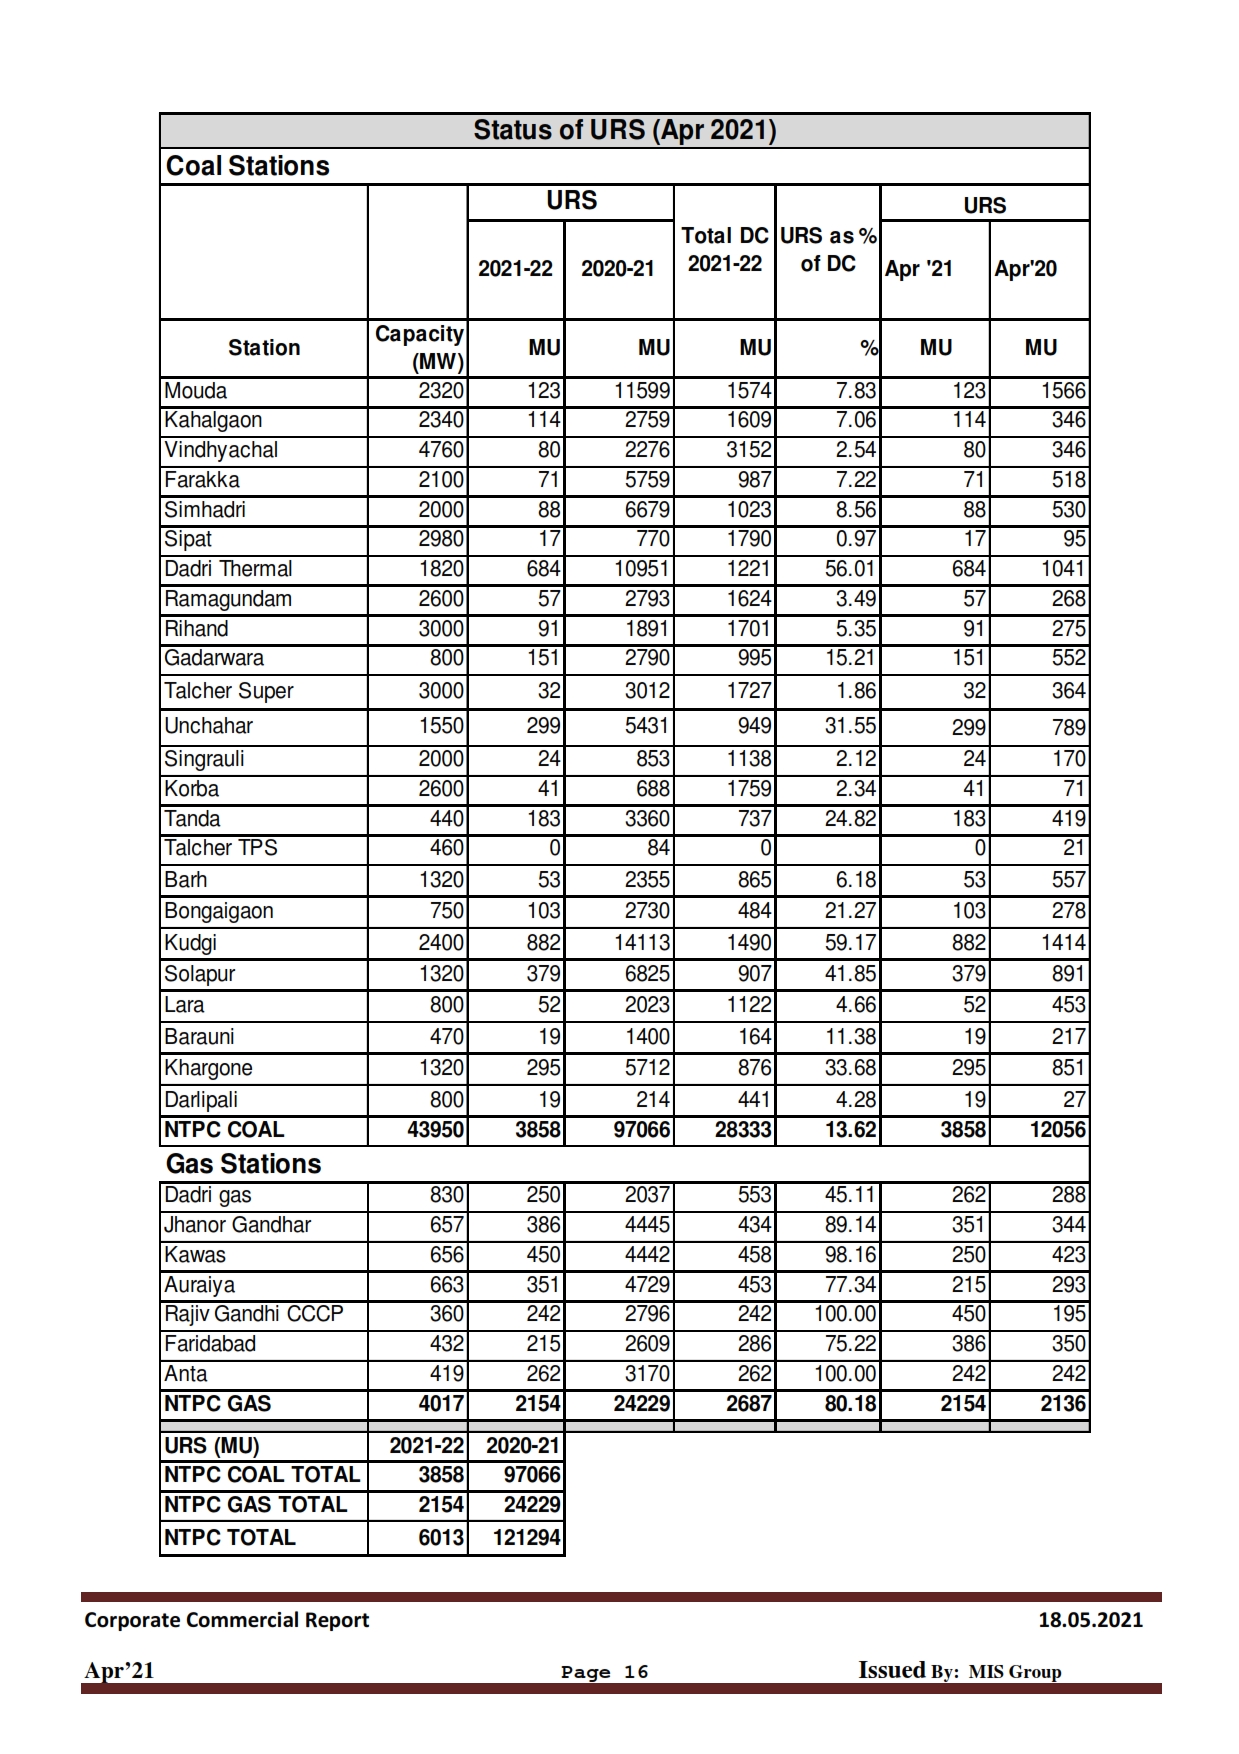 Status of URS (Apr 2021)
Coal Stations
URS Total DC 2021-22 URS as % of DC URS
2021-22 2020-21 Apr '21 Apr'20
Station Capacity (MW) MU MU MU % MU MU
Mouda 2320 123 11599 1574 7.83 123 1566
Kahalgaon 2340 114 2759 1609 7.06 114 346
Vindhyachal 4760 80 2276 3152 2.54 80 346
Farakka 2100 71 5759 987 7.22 71 518
Simhadri 2000 88 6679 1023 8.56 88 530
Sipat 2980 17 770 1790 0.97 17 95
Dadri Thermal 1820 684 10951 1221 56.01 684 1041
Ramagundam 2600 57 2793 1624 3.49 57 268
Rihand 3000 91 1891 1701 5.35 91 275
Gadarwara 800 151 2790 995 15.21 151 552
Talcher Super 3000 32 3012 1727 1.86 32 364
Unchahar 1550 299 5431 949 31.55 299 789
Singrauli 2000 24 853 1138 2.12 24 170
Korba 2600 41 688 1759 2.34 41 71
Tanda 440 183 3360 737 24.82 183 419
Talcher TPS 460 0 84 0 0 21
Barh 1320 53 2355 865 6.18 53 557
Bongaigaon 750 103 2730 484 21.27 103 278
Kudgi 2400 882 14113 1490 59.17 882 1414
Solapur 1320 379 6825 907 41.85 379 891
Lara 800 52 2023 1122 4.66 52 453
Barauni 470 19 1400 164 11.38 19 217
Khargone 1320 295 5712 876 33.68 295 851
Darlipali 800 19 214 441 4.28 19 27
NTPC COAL 43950 3858 97066 28333 13.62 3858 12056
Gas Stations
Dadri gas 830 250 2037 553 45.11 262 288
Jhanor Gandhar 657 386 4445 434 89.14 351 344
Kawas 656 450 4442 458 98.16 250 423
Auraiya 663 351 4729 453 77.34 215 293
Rajiv Gandhi CCCP 360 242 2796 242 100.00 450 195
Faridabad 432 215 2609 286 75.22 386 350
Anta 419 262 3170 262 100.00 242 242
NTPC GAS 4017 2154 24229 2687 80.18 2154 2136
URS (MU) 2021-22 2020-21
NTPC COAL TOTAL 3858 97066
NTPC GAS TOTAL 2154 24229
NTPC TOTAL 6013 121294
Corporate Commercial Report 18.05.2021
Apr’21 Page 16 Issued By: MIS Group